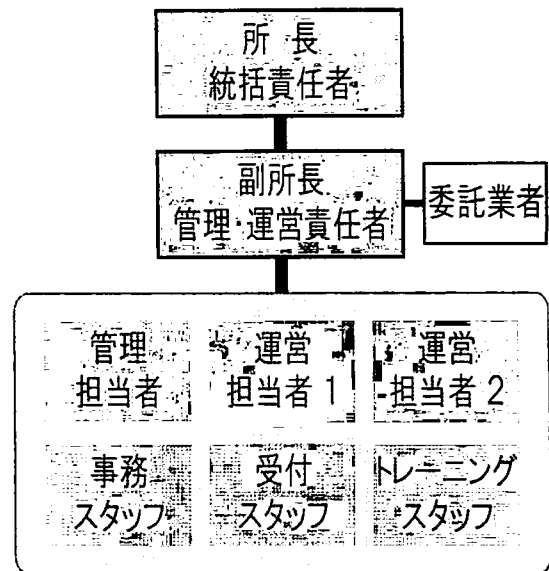 所 長
統括責任者
副所長
管理・運営責任者
委託業者
管理
担当者
運営
担当者 1
運営
担当者 2
事務
スタッフ
受付
スタッフ
トレーニング
スタッフ